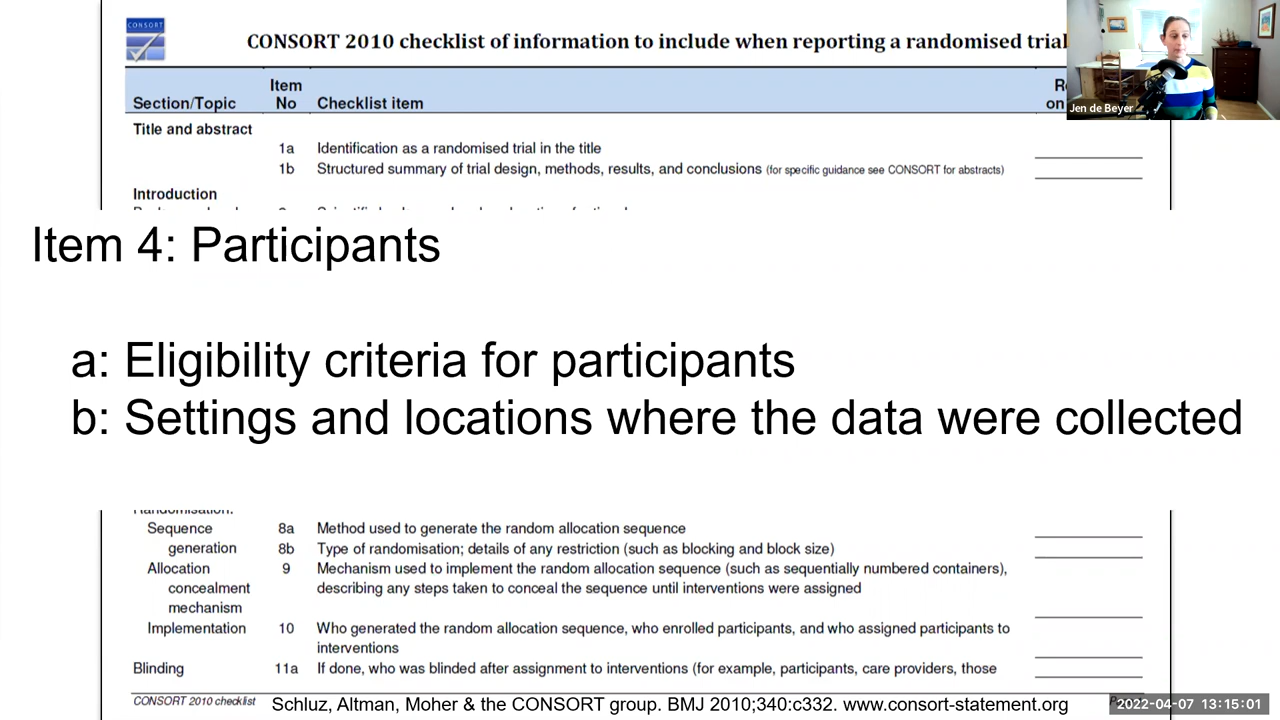 CONSORT
CONSORT 2010 checklist of information to include when reporting a randomised trial
Section/Topic
Item No
Checklist item
Jen de Beyer
Title and abstract
1a Identification as a randomised trial in the title
1b Structured summary of trial design, methods, results, and conclusions (for specific guidance see CONSORT for abstracts)
Introduction
Item 4: Participants
a: Eligibility criteria for participants
b: Settings and locations where the data were collected
Randomisation:
Sequence 8a Method used to generate the random allocation sequence
generation 8b Type of randomisation; details of any restriction (such as blocking and block size)
Allocation 9 Mechanism used to implement the random allocation sequence (such as sequentially numbered containers),
concealment describing any steps taken to conceal the sequence until interventions were assigned
mechanism
Implementation 10 Who generated the random allocation sequence, who enrolled participants, and who assigned participants to
interventions
Blinding 11a If done, who was blinded after assignment to interventions (for example, participants, care providers, those
CONSORT 2010 checklist Schluz, Altman, Moher & the CONSORT group. BMJ 2010;340:c332. www.consort-statement.org
2022-04-07 13:15:01